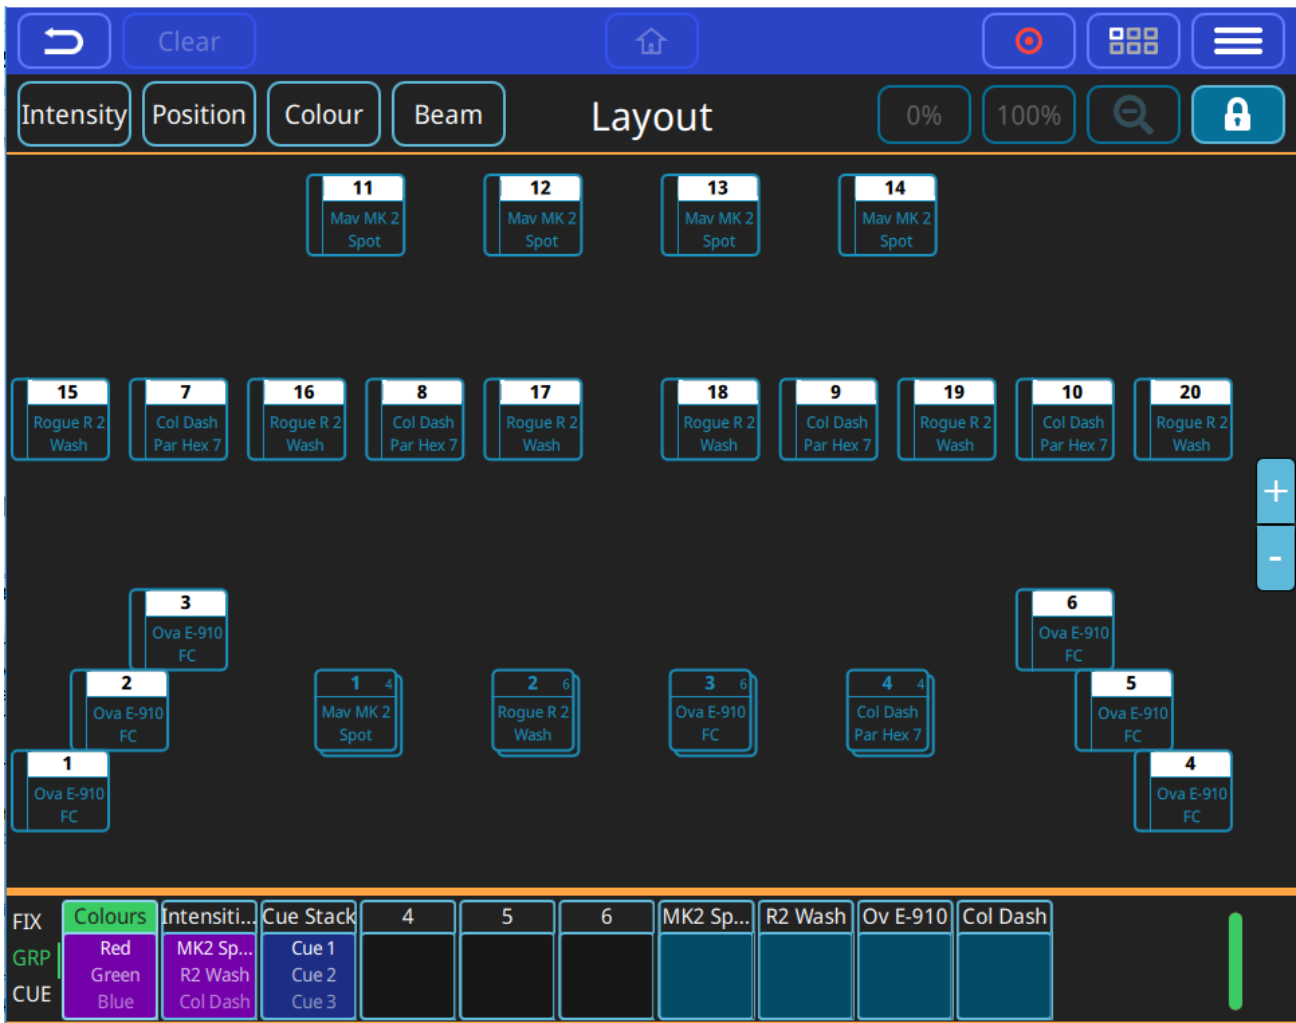 Clear
Intensity Position Colour Beam Layout 0% 100%
11 12 13 14
Mav MK 2 Mav MK 2 Mav MK 2 Mav MK 2
Spot Spot Spot Spot
15 7 16 8 17 18 9 19 10 20
Rogue R 2 Col Dash Rogue R 2 Col Dash Rogue R 2 Rogue R 2 Col Dash Rogue R 2 Col Dash Rogue R 2
Wash Par Hex 7 Wash Par Hex 7 Wash Wash Par Hex 7 Wash Par Hex 7 Wash
+
-
3 6
Ova E-910 Ova E-910
FC FC
2 1 4 2 6 3 6 4 4 5
Ova E-910 Mav MK 2 Rogue R 2 Ova E-910 Col Dash Ova E-910
FC Spot Wash FC Par Hex 7 FC
1 4
Ova E-910 Ova E-910
FC FC
FIX Colours Intensiti... Cue Stack 4 5 6 MK2 Sp... R2 Wash Ov E-910 Col Dash
GRP Red MK2 Sp... Cue 1
Green R2 Wash Cue 2
CUE Blue Col Dash Cue 3